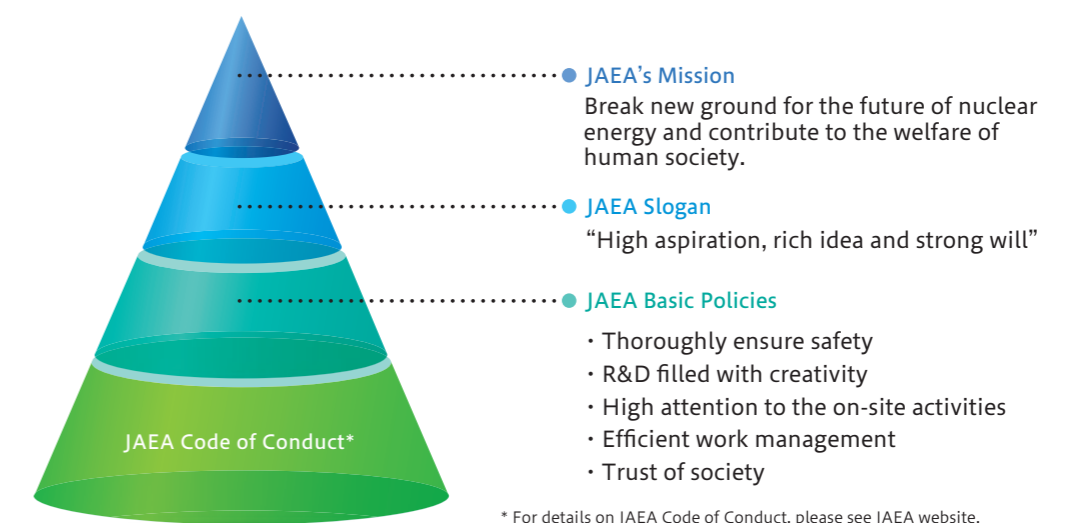 JAEA’s Mission
Break new ground for the future of nuclear
energy and contribute to the welfare of
human society.
JAEA Slogan
“High aspiration, rich idea and strong will”
JAEA Basic Policies
・Thoroughly ensure safety
・R&D filled with creativity
・High attention to the on-site activities
・Efficient work management
・Trust of society
JAEA Code of Conduct*
* For details on JAEA Code of Conduct, please see JAEA website.